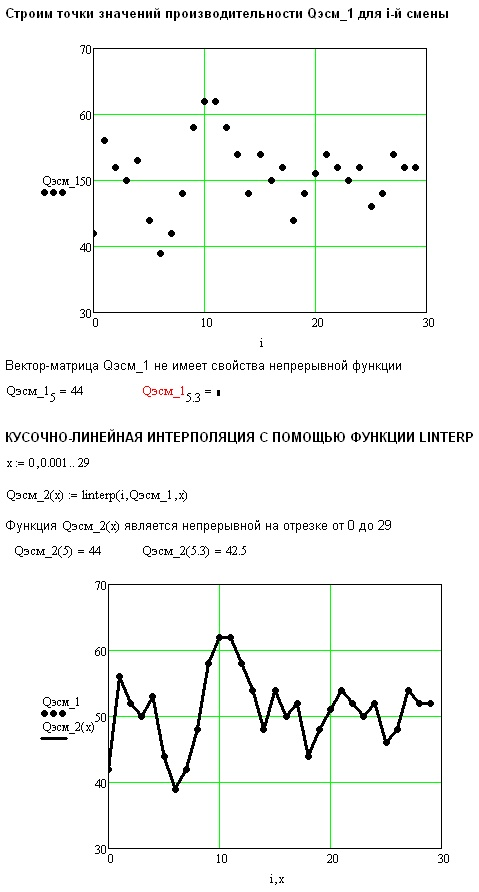 Строим точки значений производительности Qэсм_1 для i-й смены
70
60
Qэсм_1 50
40
30
0 10 20 30
i
Вектор-матрица Qэсм_1 не имеет свойства непрерывной функции
Qэсм_1₅ = 44 Qэсм_1₅.₃ =
КУСОЧНО-ЛИНЕЙНАЯ ИНТЕРПОЛЯЦИЯ С ПОМОЩЬЮ ФУНКЦИИ LINTERP
x := 0,0.001 .. 29
Qэсм_2(x) := linterp(i,Qэсм_1,x)
Функция Qэсм_2(x) является непрерывной на отрезке от 0 до 29
Qэсм_2(5) = 44 Qэсм_2(5.3) = 42.5
70
60
Qэсм_1
50
Qэсм_2(x)
40
30
0 10 20 30
i,x